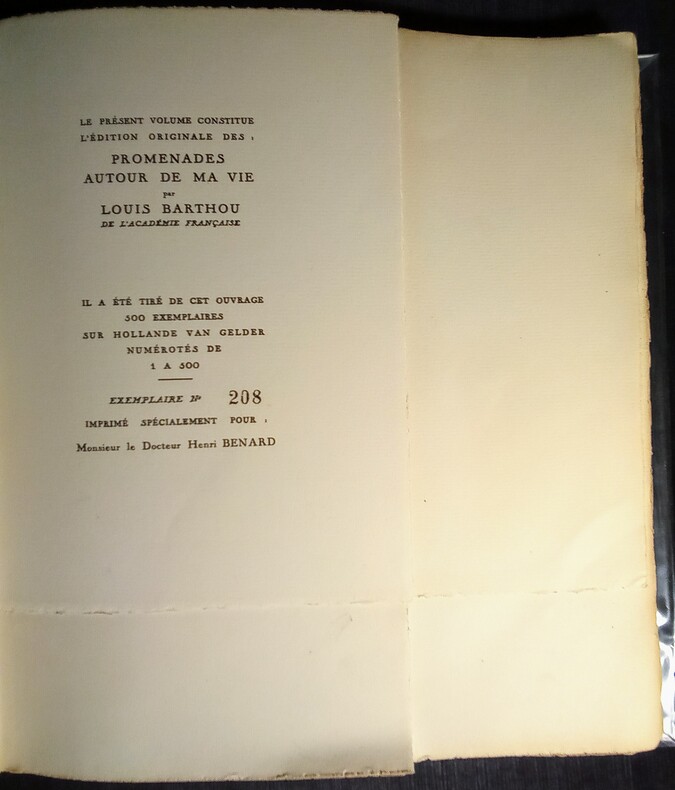 LE PRÉSENT VOLUME CONSTITUE
L'ÉDITION ORIGINALE DES :
PROMENADES
AUTOUR DE MA VIE
par
LOUIS BARTHOU
DE L'ACADÉMIE FRANÇAISE
IL A ÉTÉ TIRÉ DE CET OUVRAGE
500 EXEMPLAIRES
SUR HOLLANDE VAN GELDER
NUMÉROTÉS DE
1 A 500
EXEMPLAIRE Nº 208
IMPRIMÉ SPÉCIALEMENT POUR :
Monsieur le Docteur Henri BENARD